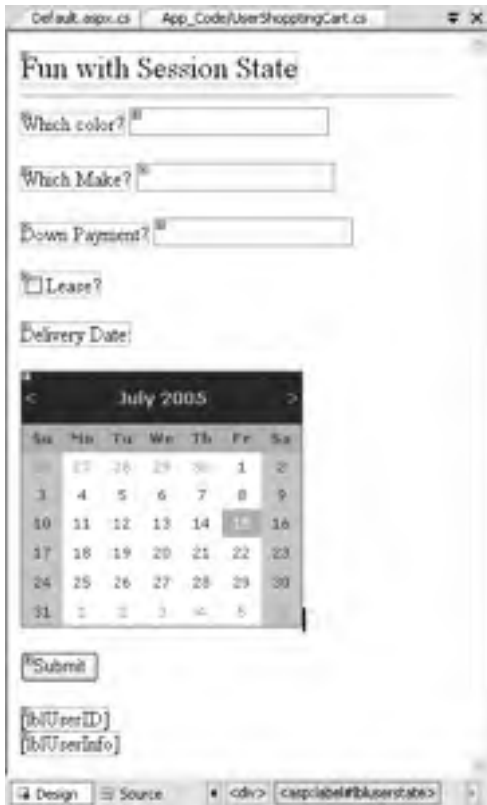 Default.aspx.cs App_Code/UserShopptingCart.cs
Fun with Session State
Which color?
Which Make?
Down Payment?
Lease?
Delivery Date:
< July 2005 >
Su Mo Tu We Th Fr Sa
26 27 28 29 30 1 2
3 4 5 6 7 8 9
10 11 12 13 14 15 16
17 18 19 20 21 22 23
24 25 26 27 28 29 30
31 1 2 3 4 5
Submit
[lblUserID]
[lblUserInfo]
Design Source <div> <asp:label#lbluserstate>